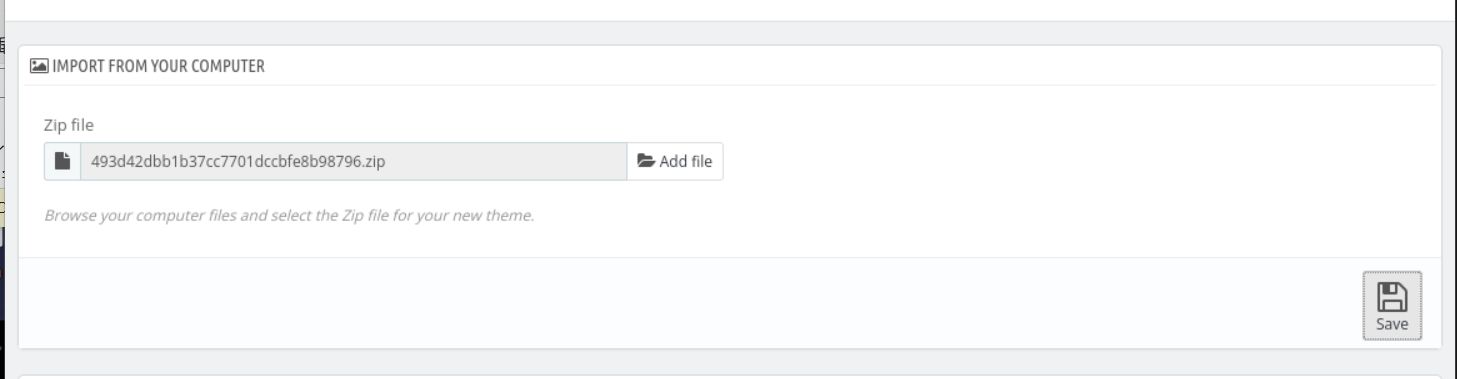 IMPORT FROM YOUR COMPUTER
Zip file
493d42dbb1b37cc7701dccbfe8b98796.zip
Add file
Browse your computer files and select the Zip file for your new theme.
Save